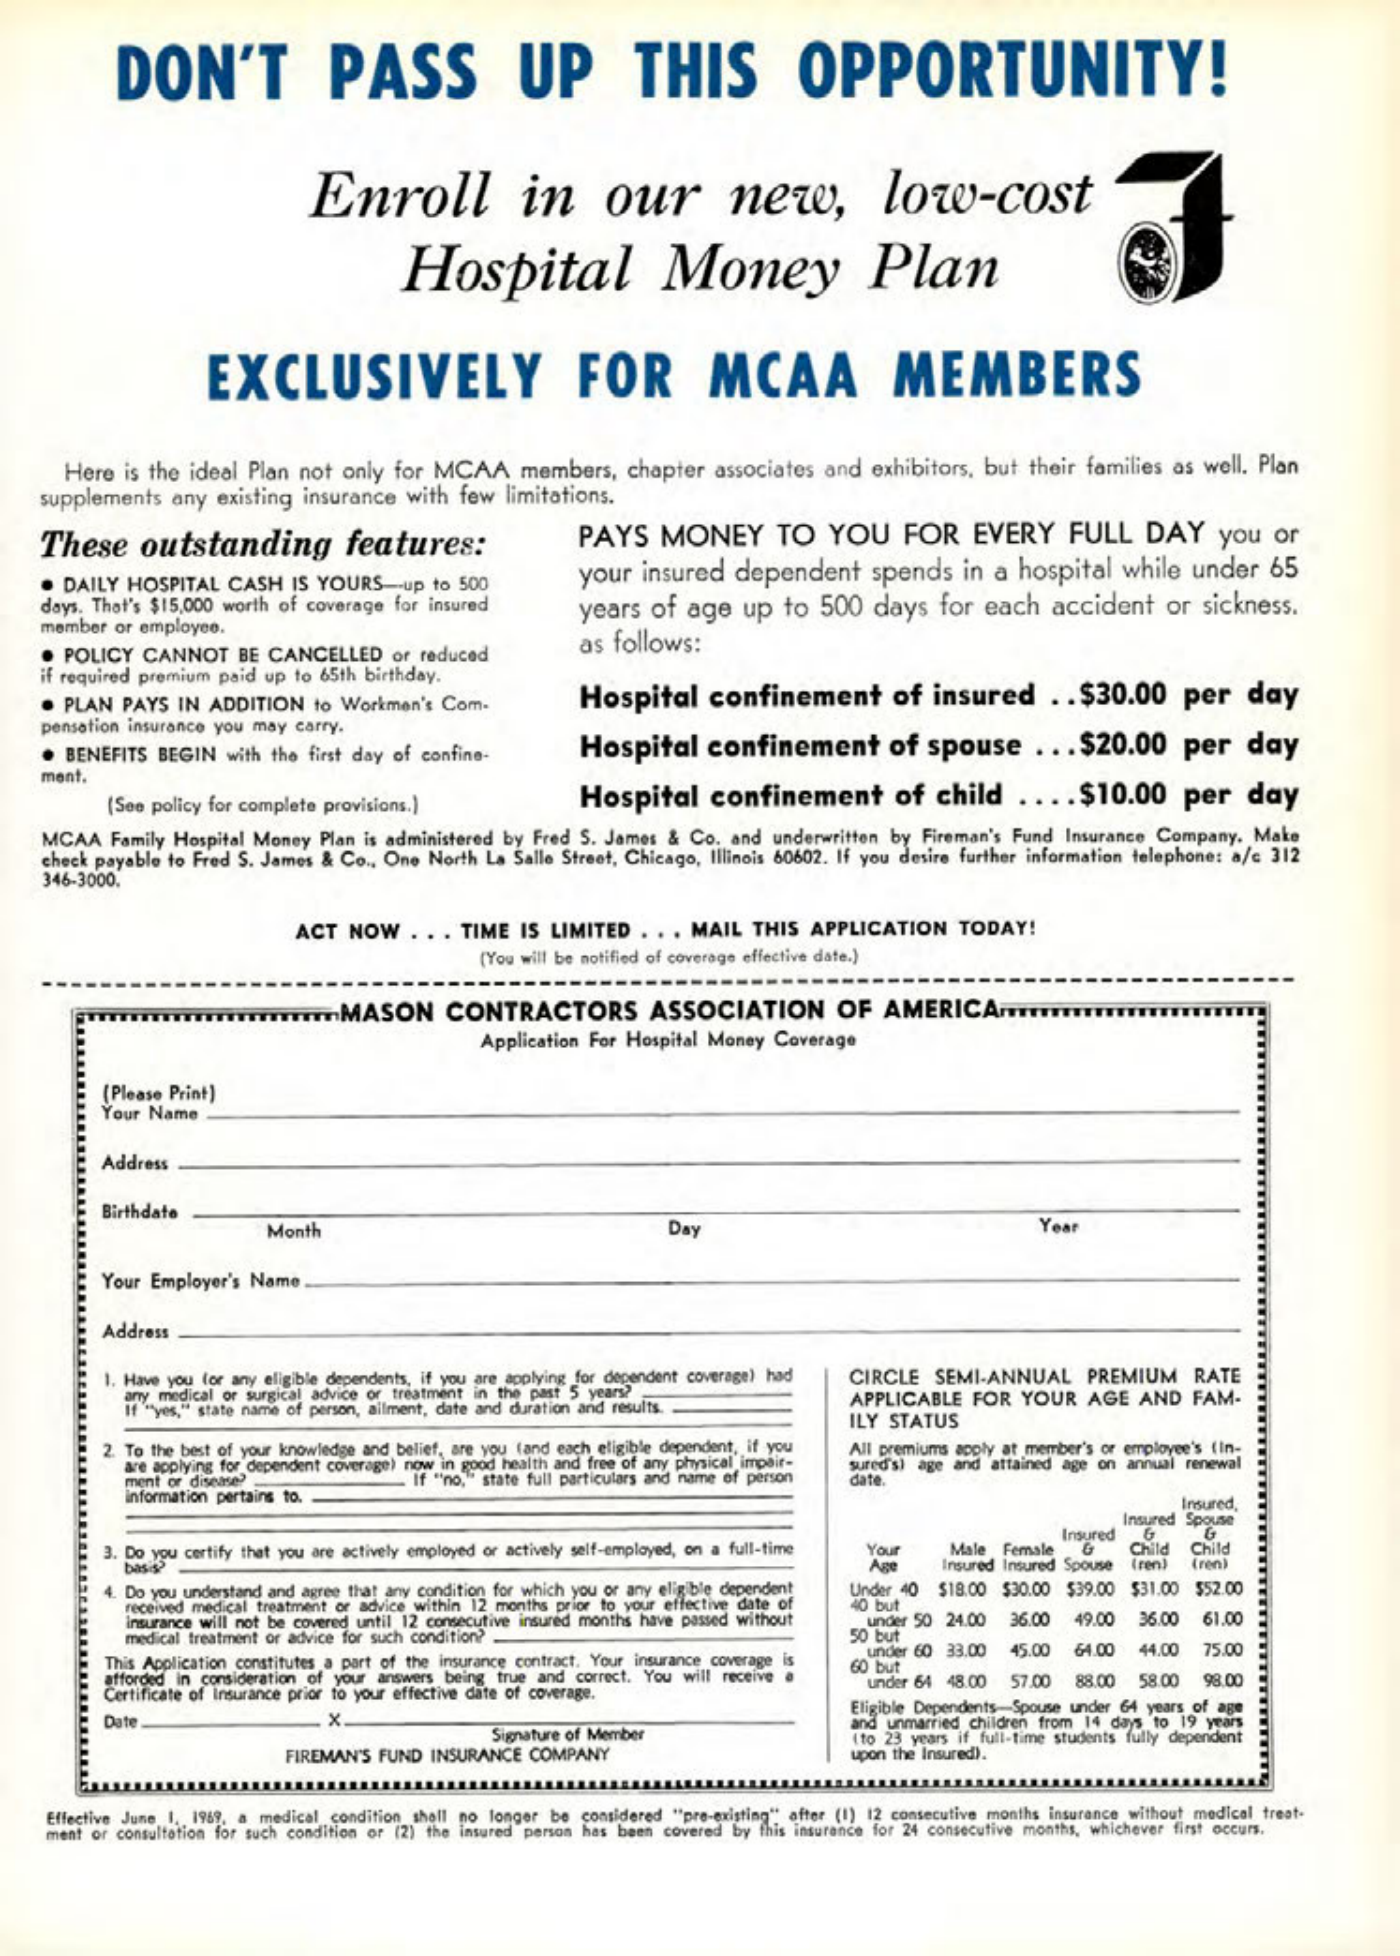 DON'T PASS UP THIS OPPORTUNITY!
Enroll in our new, low-cost
Hospital Money Plan
EXCLUSIVELY FOR MCAA MEMBERS
Here is the ideal Plan not only for MCAA members, chapter associates and exhibitors, but their families as well. Plan
supplements any existing insurance with few limitations.
These outstanding features:
● DAILY HOSPITAL CASH IS YOURS—up to 500
days. That's $15,000 worth of coverage for insured
member or employee.
● POLICY CANNOT BE CANCELLED or reduced
if required premium paid up to 65th birthday.
● PLAN PAYS IN ADDITION to Workmen's Com-
pensation insurance you may carry.
● BENEFITS BEGIN with the first day of confine-
ment.
(See policy for complete provisions.)
PAYS MONEY TO YOU FOR EVERY FULL DAY you or
your insured dependent spends in a hospital while under 65
years of age up to 500 days for each accident or sickness.
as follows:
Hospital confinement of insured ..$30.00 per day
Hospital confinement of spouse ...$20.00 per day
Hospital confinement of child ....$10.00 per day
MCAA Family Hospital Money Plan is administered by Fred S. James & Co. and underwritten by Fireman's Fund Insurance Company. Make
check payable to Fred S. James & Co., One North La Salle Street, Chicago, Illinois 60602. If you desire further information telephone: a/c 312
346-3000.
ACT NOW . . . TIME IS LIMITED . . . MAIL THIS APPLICATION TODAY!
(You will be notified of coverage effective date.)
MASON CONTRACTORS ASSOCIATION OF AMERICA
Application For Hospital Money Coverage
(Please Print)
Your Name
Address
Birthdate
Month Day Year
Your Employer's Name
Address
1. Have you (or any eligible dependents, if you are applying for dependent coverage) had
any medical or surgical advice or treatment in the past 5 years?
If "yes," state name of person, ailment, date and duration and results.
2. To the best of your knowledge and belief, are you (and each eligible dependent, if you
are applying for dependent coverage) now in good health and free of any physical impair-
ment or disease? If "no," state full particulars and name of person
information pertains to.
3. Do you certify that you are actively employed or actively self-employed, on a full-time
basis?
4. Do you understand and agree that any condition for which you or any eligible dependent
received medical treatment or advice within 12 months prior to your effective date of
insurance will not be covered until 12 consecutive insured months have passed without
medical treatment or advice for such condition?
This Application constitutes a part of the insurance contract. Your insurance coverage is
afforded in consideration of your answers being true and correct. You will receive a
Certificate of Insurance prior to your effective date of coverage.
Date X
Signature of Member
FIREMAN'S FUND INSURANCE COMPANY
CIRCLE SEMI-ANNUAL PREMIUM RATE
APPLICABLE FOR YOUR AGE AND FAM-
ILY STATUS
All premiums apply at member's or employee's (In-
sured's) age and attained age on annual renewal
date.
Insured,
Insured Spouse
Insured & &
Your Male Female & Child Child
Age Insured Insured Spouse (ren) (ren)
Under 40 $18.00 $30.00 $39.00 $31.00 $52.00
40 but
under 50 24.00 36.00 49.00 36.00 61.00
50 but
under 60 33.00 45.00 64.00 44.00 75.00
60 but
under 64 48.00 57.00 88.00 58.00 98.00
Eligible Dependents—Spouse under 64 years of age
and unmarried children from 14 days to 19 years
(to 23 years if full-time students fully dependent
upon the Insured).
Effective June 1, 1969, a medical condition shall no longer be considered "pre-existing" after (1) 12 consecutive months insurance without medical treat-
ment or consultation for such condition or (2) the insured person has been covered by this insurance for 24 consecutive months, whichever first occurs.